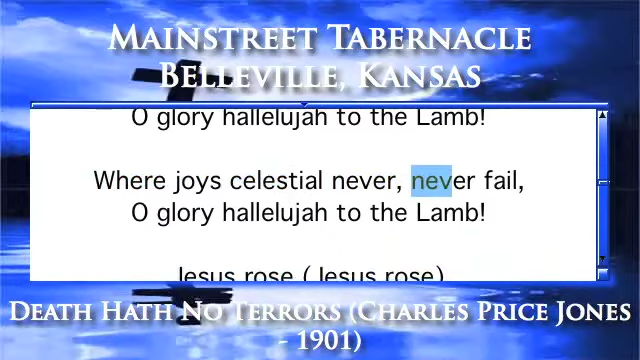 Mainstreet Tabernacle
Belleville, Kansas
O glory hallelujah to the Lamb!
Where joys celestial never, never fail,
O glory hallelujah to the Lamb!
Jesus rose ( Jesus rose)
Death Hath No Terrors (Charles Price Jones
- 1901)